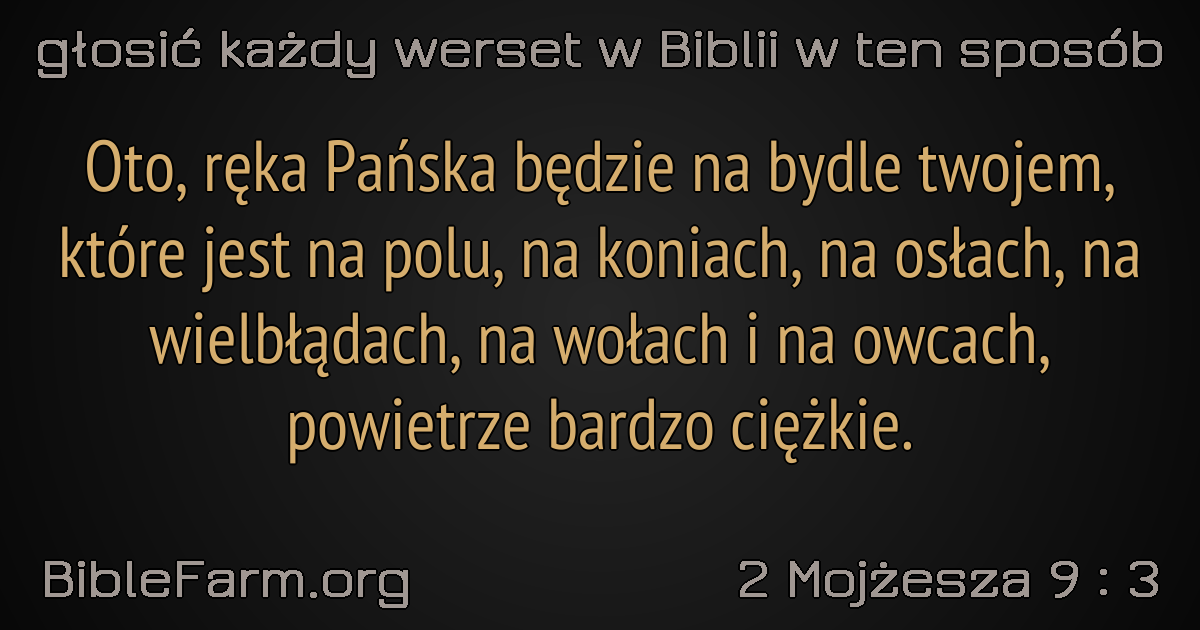 głosić każdy werset w Biblii w ten sposób
Oto, ręka Pańska będzie na bydle twojem,
które jest na polu, na koniach, na osłach, na
wielbłądach, na wołach i na owcach,
powietrze bardzo ciężkie.
BibleFarm.org
2 Mojżesza 9 : 3